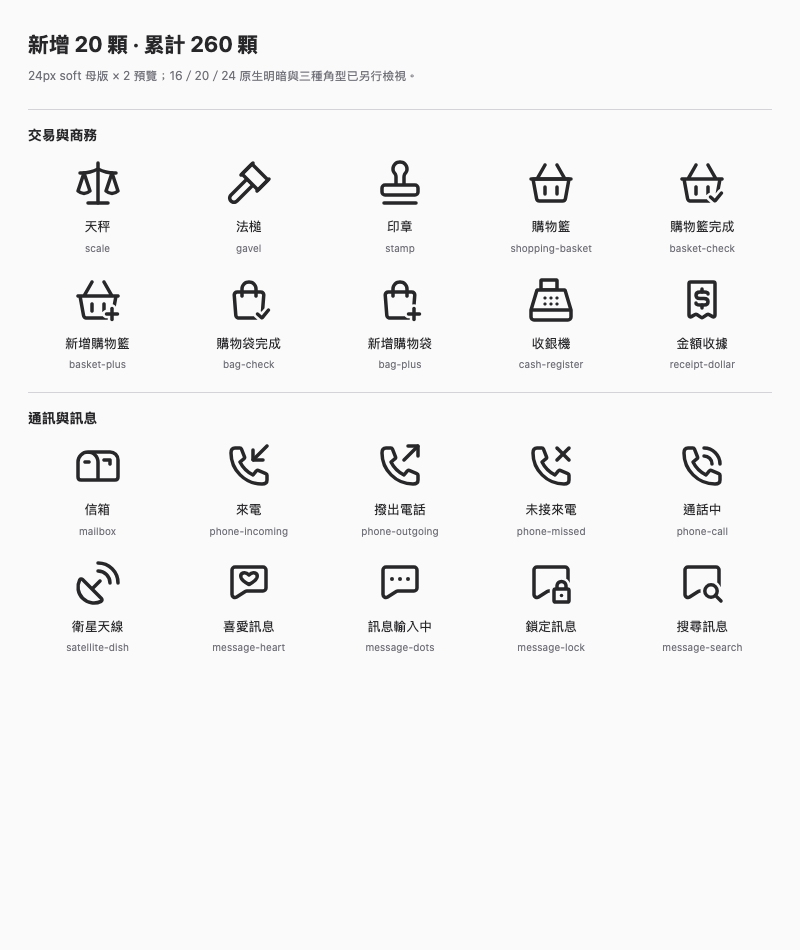 新增 20 顆 · 累計 260 顆
24px soft 母版 × 2 預覽；16 / 20 / 24 原生明暗與三種角型已另行檢視。
交易與商務
天秤 法槌 印章 購物籃 購物籃完成
scale gavel stamp shopping-basket basket-check
新增購物籃 購物袋完成 新增購物袋 收銀機 金額收據
basket-plus bag-check bag-plus cash-register receipt-dollar
通訊與訊息
信箱 來電 撥出電話 未接來電 通話中
mailbox phone-incoming phone-outgoing phone-missed phone-call
衛星天線 喜愛訊息 訊息輸入中 鎖定訊息 搜尋訊息
satellite-dish message-heart message-dots message-lock message-search